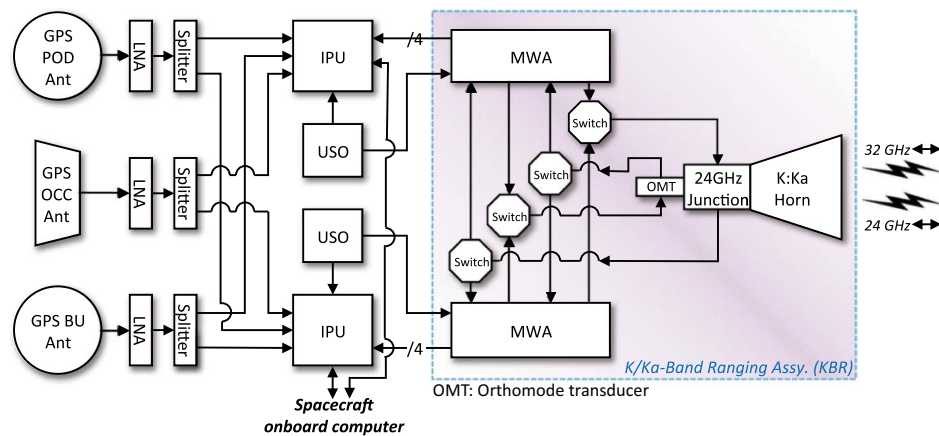 GPS
POD
Ant
LNA
Splitter
IPU
/4
MWA
USO
Switch
GPS
OCC
Ant
LNA
Splitter
Switch
OMT
24GHz
Junction
K:Ka
Horn
32 GHz
24 GHz
Switch
USO
Switch
GPS BU
Ant
LNA
Splitter
IPU
/4
MWA
K/Ka-Band Ranging Assy. (KBR)
OMT: Orthomode transducer
Spacecraft
onboard computer